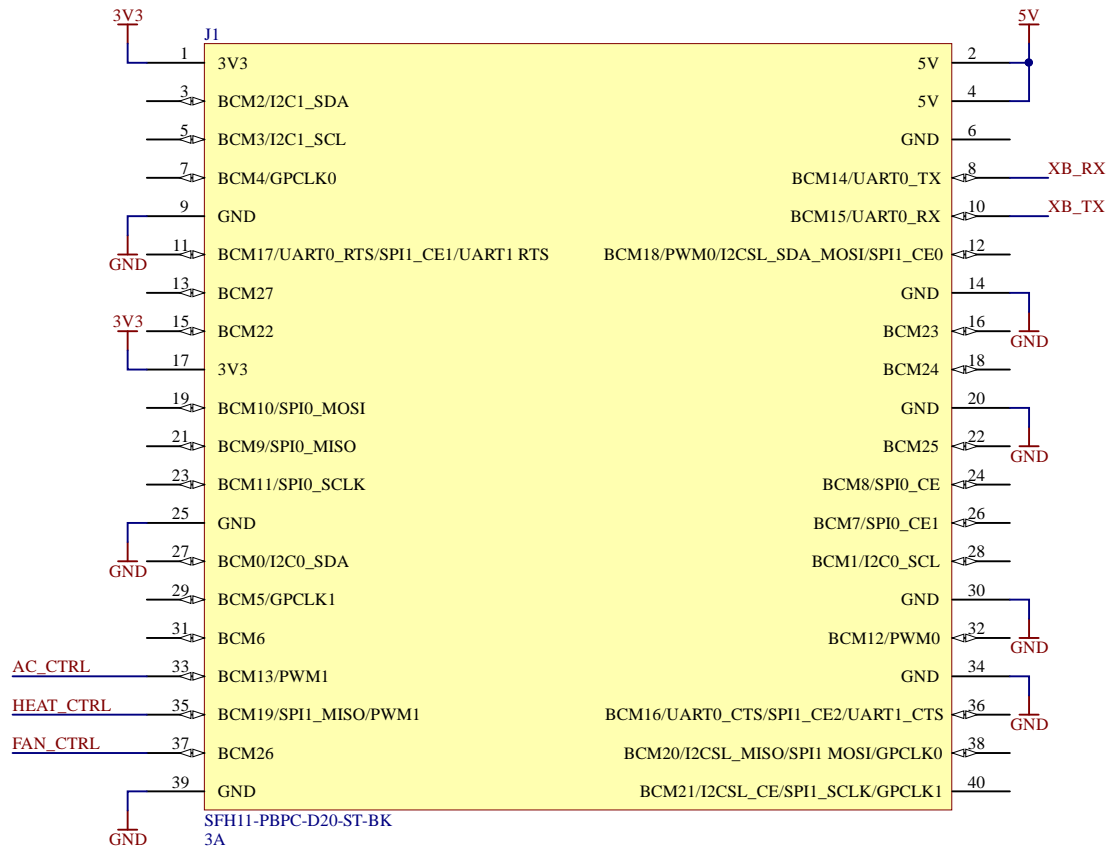 3V3
5V
J1
1 3V3 5V 2
3 BCM2/I2C1_SDA 5V 4
5 BCM3/I2C1_SCL GND 6
7 BCM4/GPCLK0 BCM14/UART0_TX 8 XB_RX
9 GND BCM15/UART0_RX 10 XB_TX
GND 11 BCM17/UART0_RTS/SPI1_CE1/UART1 RTS BCM18/PWM0/I2CSL_SDA_MOSI/SPI1_CE0 12
13 BCM27 GND 14
3V3 15 BCM22 BCM23 16 GND
17 3V3 BCM24 18
19 BCM10/SPI0_MOSI GND 20
21 BCM9/SPI0_MISO BCM25 22 GND
23 BCM11/SPI0_SCLK BCM8/SPI0_CE 24
25 GND BCM7/SPI0_CE1 26
GND 27 BCM0/I2C0_SDA BCM1/I2C0_SCL 28
29 BCM5/GPCLK1 GND 30
31 BCM6 BCM12/PWM0 32 GND
AC_CTRL 33 BCM13/PWM1 GND 34
HEAT_CTRL 35 BCM19/SPI1_MISO/PWM1 BCM16/UART0_CTS/SPI1_CE2/UART1_CTS 36 GND
FAN_CTRL 37 BCM26 BCM20/I2CSL_MISO/SPI1 MOSI/GPCLK0 38
39 GND BCM21/I2CSL_CE/SPI1_SCLK/GPCLK1 40
GND
SFH11-PBPC-D20-ST-BK
3A